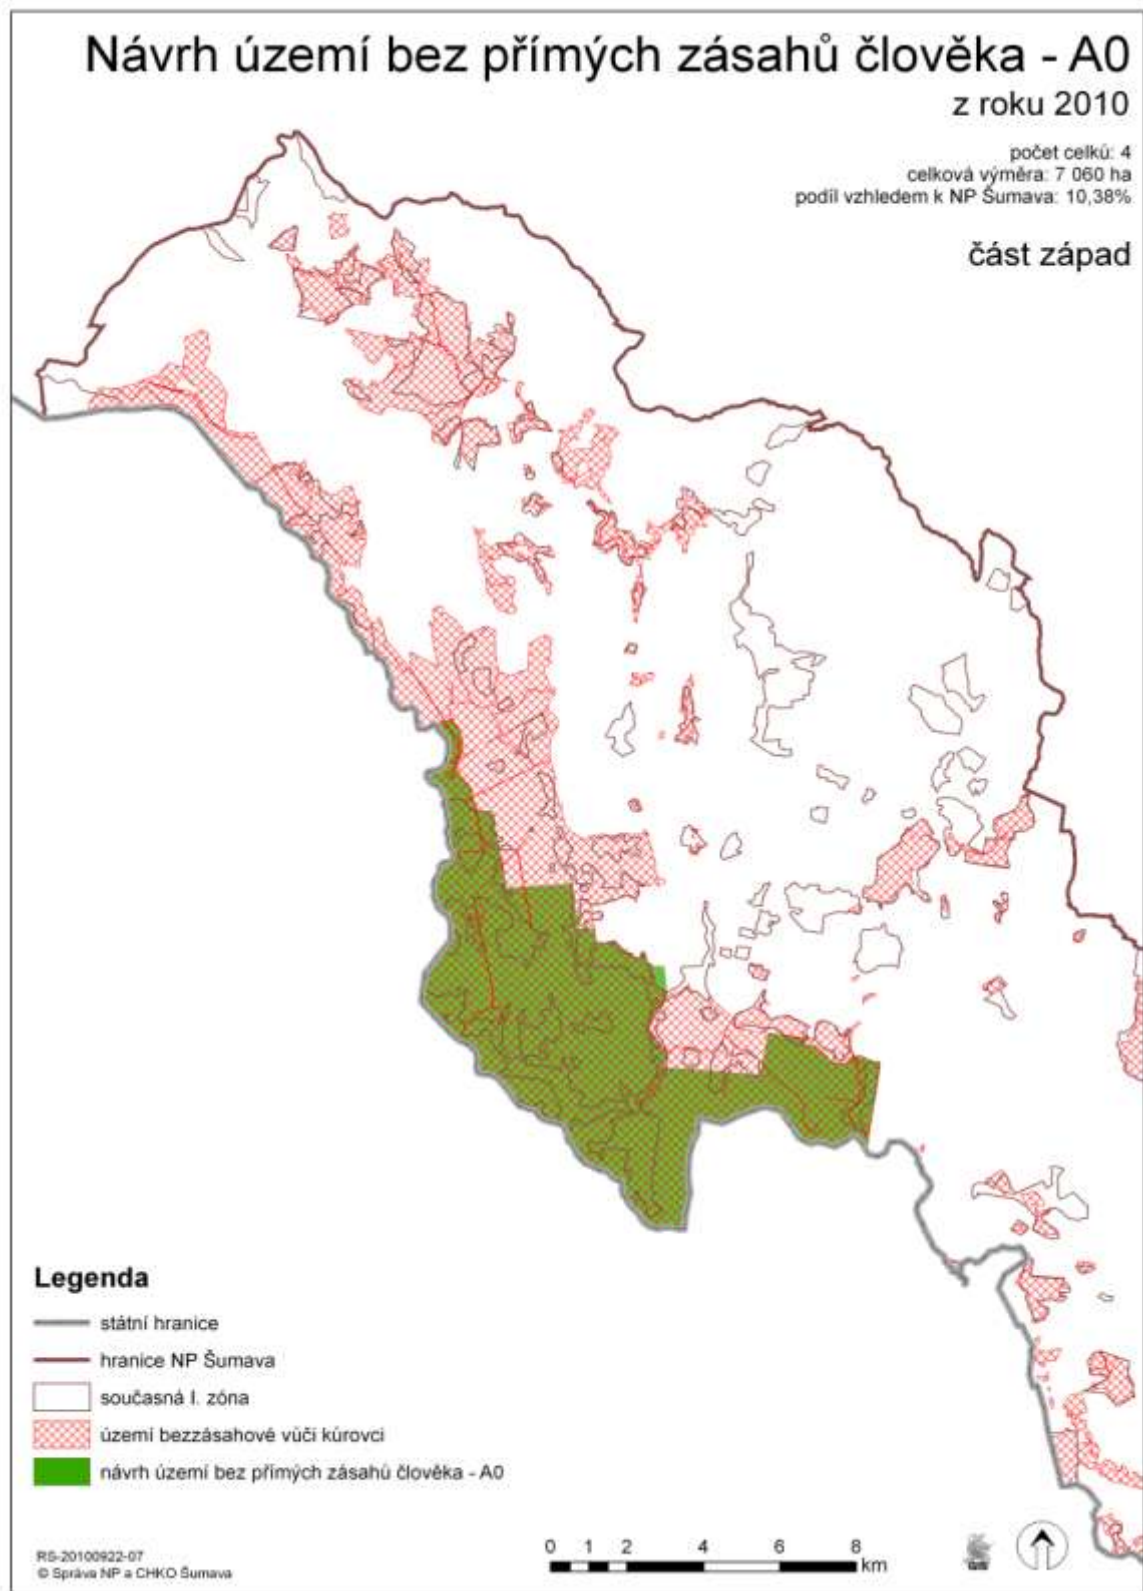 Návrh území bez přímých zásahů člověka - A0
z roku 2010
počet celků: 4
celková výměra: 7 060 ha
podíl vzhledem k NP Šumava: 10,38%
část západ
Legenda
státní hranice
hranice NP Šumava
současná I. zóna
území bezzásahové vůči kůrovci
návrh území bez přímých zásahů člověka - A0
RS-20100922-07
© Správa NP a CHKO Šumava
0 1 2 4 6 8
km
GIS